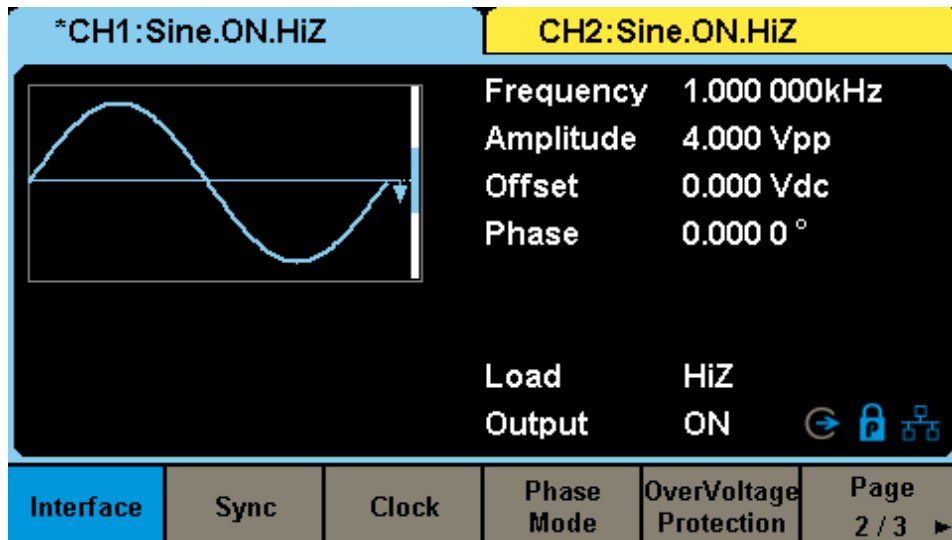 *CH1:Sine.ON.HiZ
CH2:Sine.ON.HiZ
Frequency 1.000 000kHz
Amplitude 4.000 Vpp
Offset 0.000 Vdc
Phase 0.000 0 °
Load HiZ
Output ON
P
Interface
Sync
Clock
Phase
Mode
OverVoltage
Protection
Page
2 / 3 ►